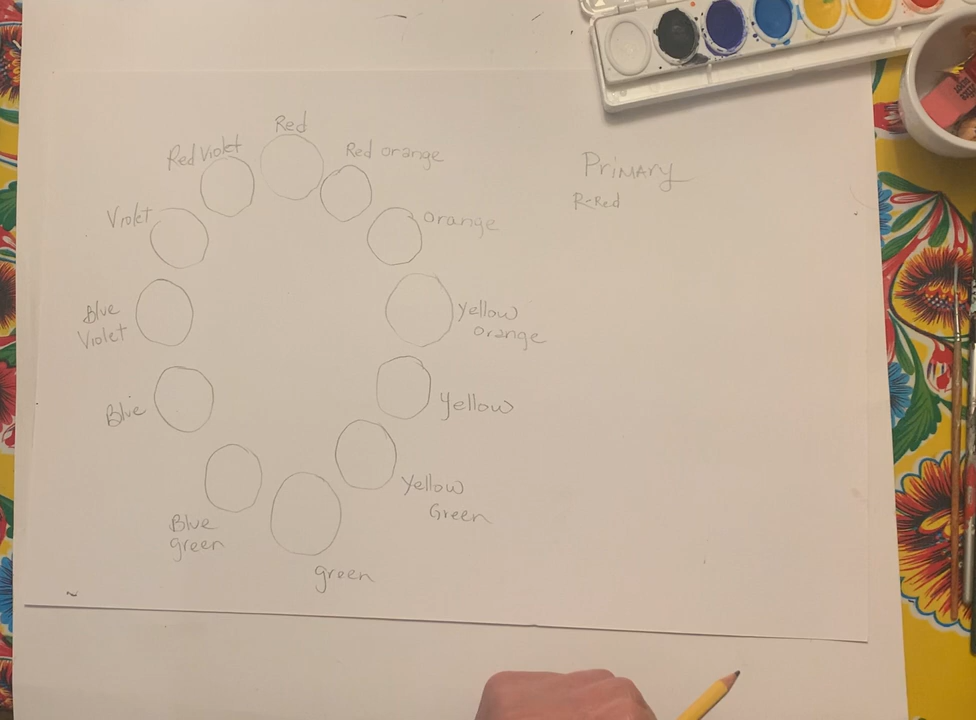 Red
Red violet
Red orange
Violet
orange
Blue
Violet
yellow
orange
Blue
yellow
yellow
Green
Blue
green
green
Primary
R-Red